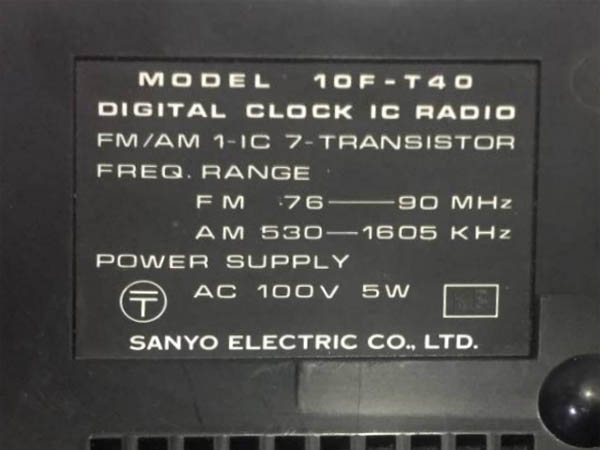 MODEL 10F-T40
DIGITAL CLOCK IC RADIO
FM/AM 1-IC 7-TRANSISTOR
FREQ. RANGE
FM 76—90 MHz
AM 530—1605 KHz
POWER SUPPLY
AC 100V 5W
SANYO ELECTRIC CO., LTD.